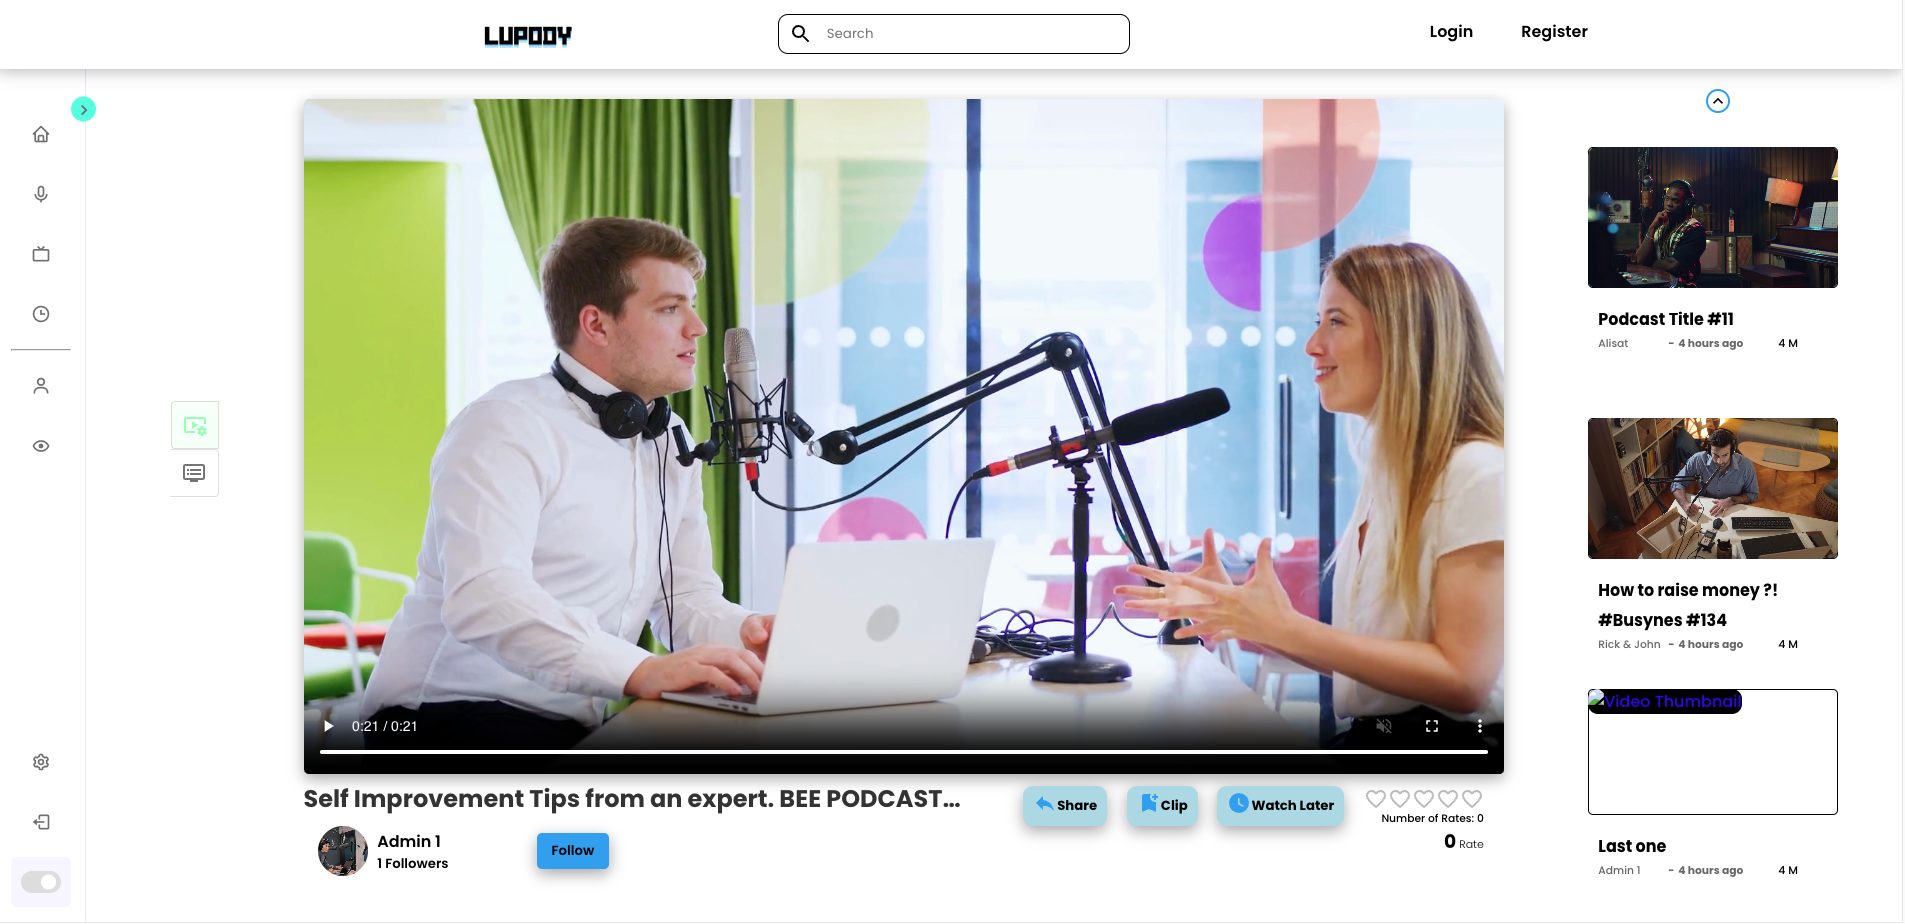 LUPODY
Search
Login
Register
0:21 / 0:21
Self Improvement Tips from an expert. BEE PODCAST...
Admin 1
1 Followers
Follow
Share
Clip
Watch Later
Number of Rates: 0
0 Rate
Podcast Title #11
Alisat - 4 hours ago 4 M
How to raise money ?!
#Busynes #134
Rick & John - 4 hours ago 4 M
Video Thumbnail
Last one
Admin 1 - 4 hours ago 4 M